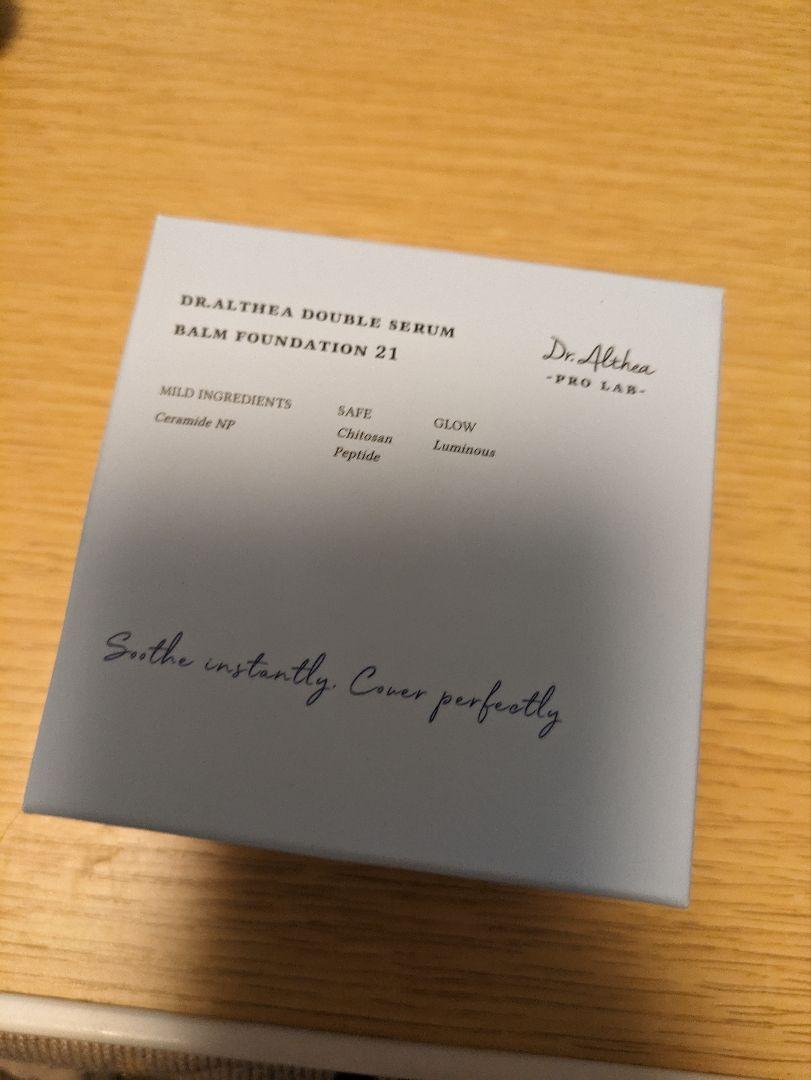 DR.ALTHEA DOUBLE SERUM
BALM FOUNDATION 21
Dr. Althea
-PRO LAB-
MILD INGREDIENTS
Ceramide NP
SAFE
Chitosan
Peptide
GLOW
Luminous
Soothe instantly. Cover perfectly